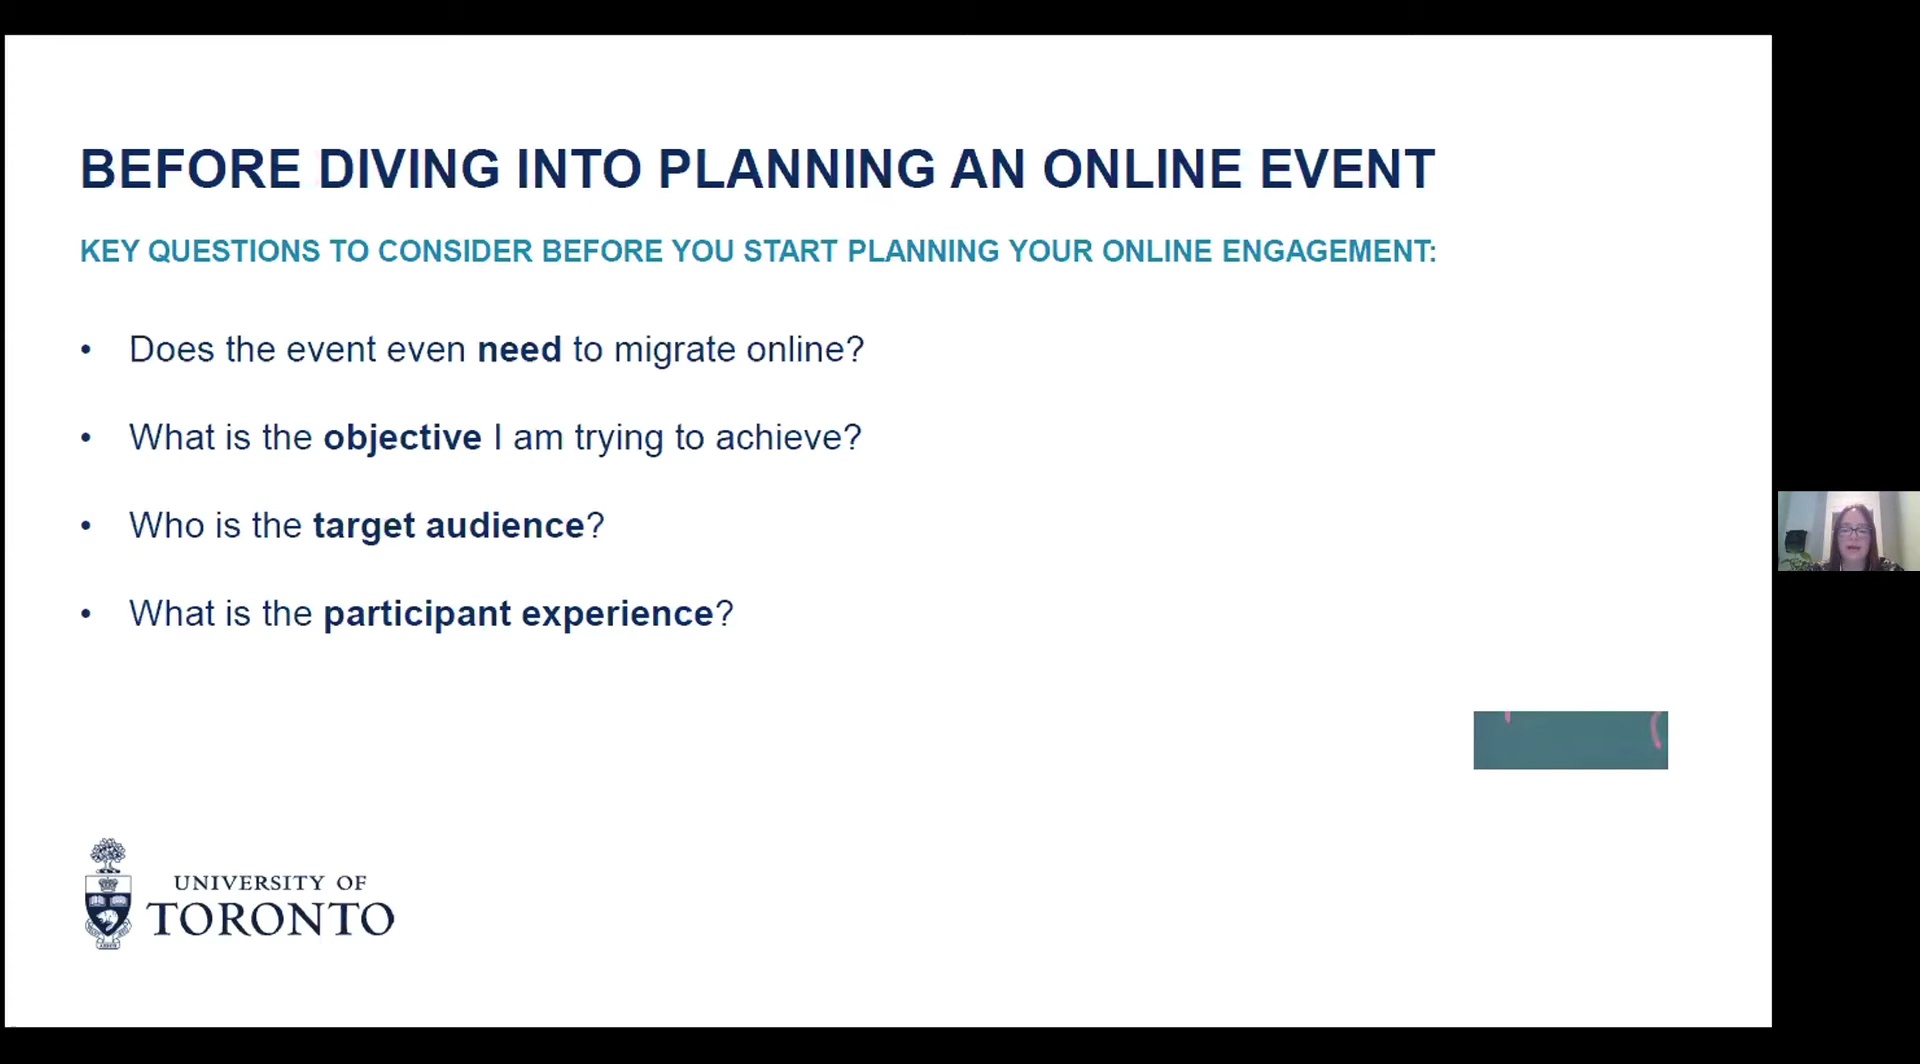 BEFORE DIVING INTO PLANNING AN ONLINE EVENT
KEY QUESTIONS TO CONSIDER BEFORE YOU START PLANNING YOUR ONLINE ENGAGEMENT:
• Does the event even need to migrate online?
• What is the objective I am trying to achieve?
• Who is the target audience?
• What is the participant experience?
UNIVERSITY OF
TORONTO